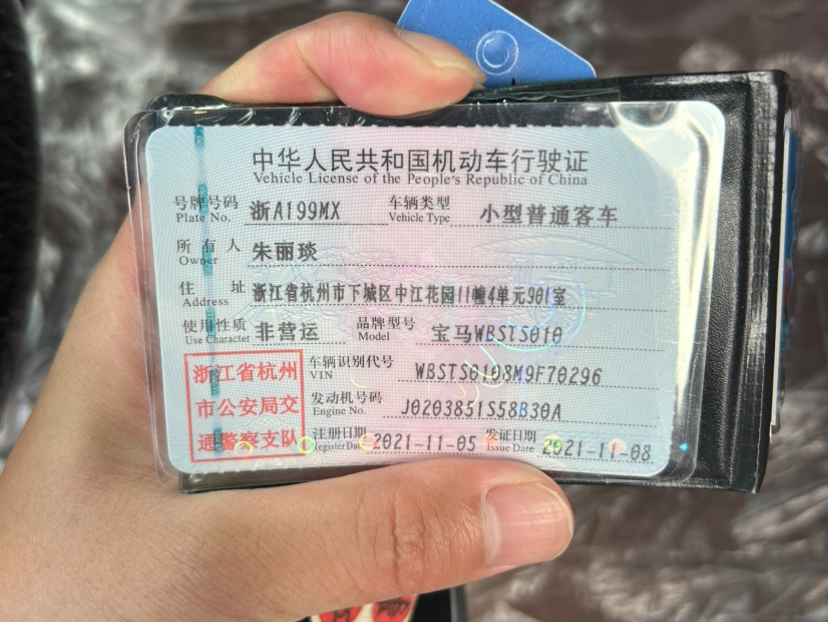 中华人民共和国机动车行驶证
Vehicle License of the People's Republic of China
号牌号码 浙A199MX 车辆类型 小型普通客车
Plate No. Vehicle Type
所有人 朱丽琰
Owner
住址 浙江省杭州市下城区中江花园11幢4单元901室
Address
使用性质 非营运 品牌型号 宝马WBSTS010
Use Character Model
浙江省杭州
市公安局交
通警察支队
车辆识别代号 WBSTS0108M9F70296
VIN
发动机号码 J0203851S58B30A
Engine No.
注册日期 2021-11-05 发证日期 2021-11-08
Register Date Issue Date